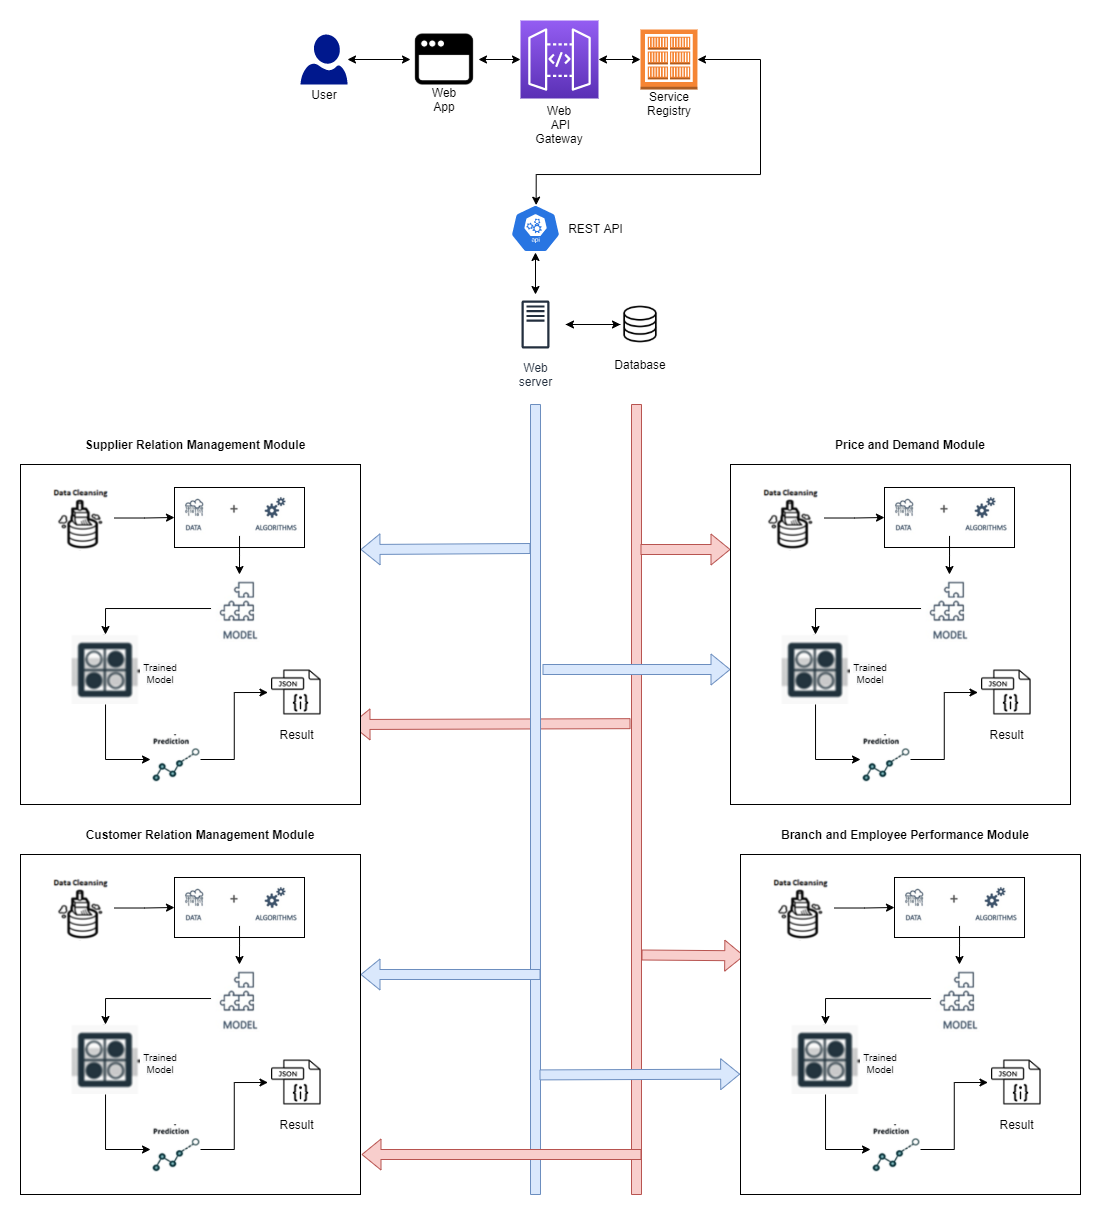 User
Web
App
Web
API
Gateway
Service
Registry
api
REST API
Web
server
Database
Supplier Relation Management Module
Data Cleansing
DATA
+
ALGORITHMS
MODEL
Trained
Model
JSON
{i}
Result
Prediction
Price and Demand Module
Data Cleansing
DATA
+
ALGORITHMS
MODEL
Trained
Model
JSON
{i}
Result
Prediction
Customer Relation Management Module
Data Cleansing
DATA
+
ALGORITHMS
MODEL
Trained
Model
JSON
{i}
Result
Prediction
Branch and Employee Performance Module
Data Cleansing
DATA
+
ALGORITHMS
MODEL
Trained
Model
JSON
{i}
Result
Prediction